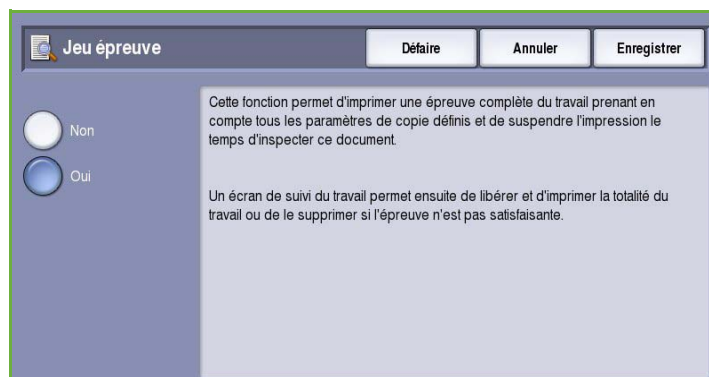 Jeu épreuve
Défaire
Annuler
Enregistrer
Non
Oui
Cette fonction permet d'imprimer une épreuve complète du travail prenant en
compte tous les paramètres de copie définis et de suspendre l'impression le
temps d'inspecter ce document.
Un écran de suivi du travail permet ensuite de libérer et d'imprimer la totalité du
travail ou de le supprimer si l'épreuve n'est pas satisfaisante.